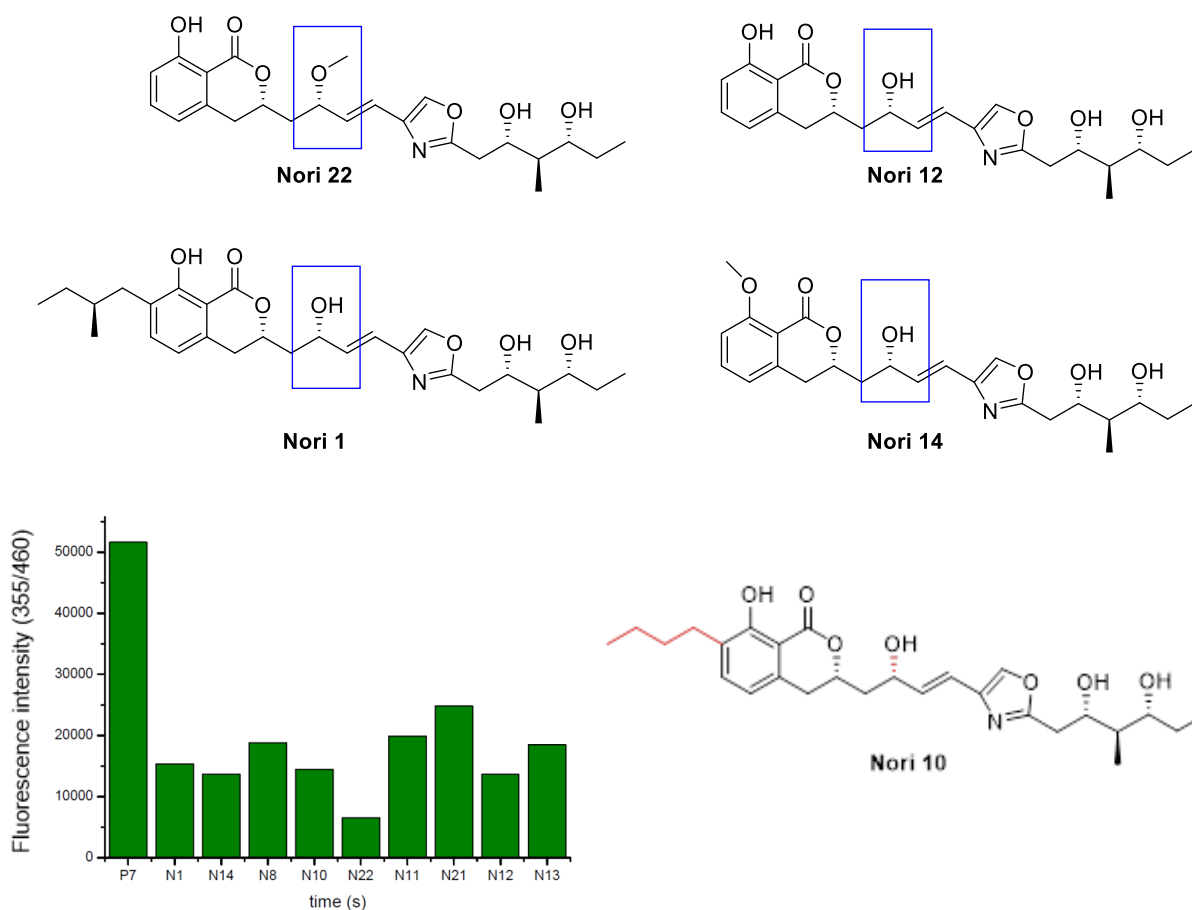 OH O O O OH OH N O
Nori 22
OH O O OH OH OH N O
Nori 12
OH O O OH OH OH N O
Nori 1
O O O OH OH OH N O
Nori 14
Fluorescence intensity (355/460)
50000
40000
30000
20000
10000
0
P7 N1 N14 N8 N10 N22 N11 N21 N12 N13
time (s)
OH O O OH OH OH N O
Nori 10